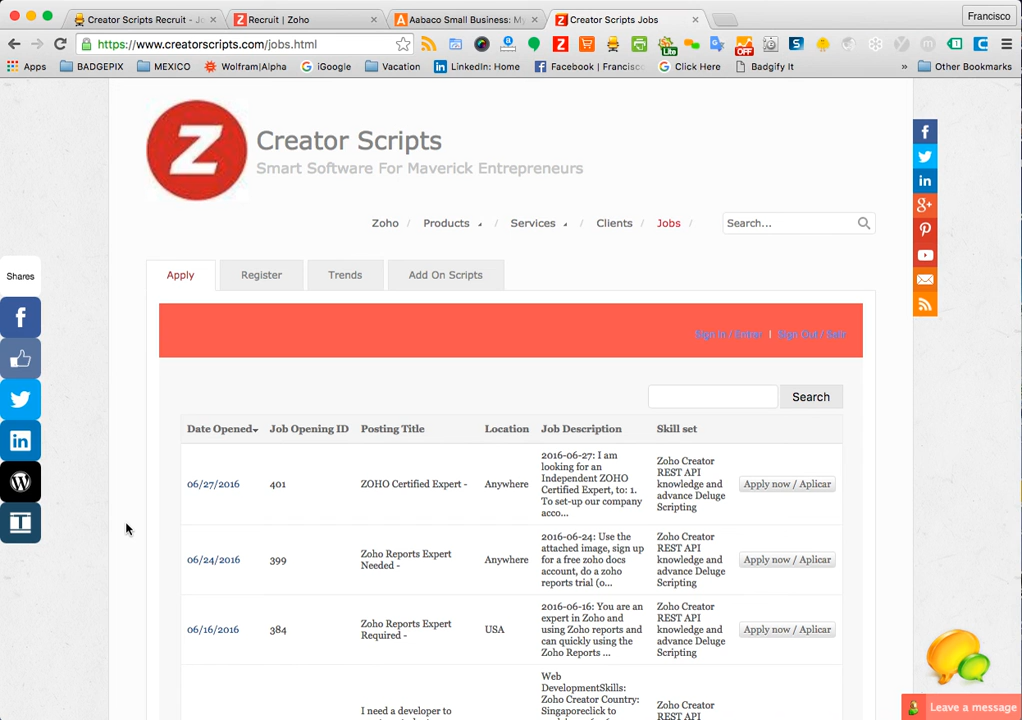 Creator Scripts Recruit - Jo
Recruit | Zoho
Aabaco Small Business: My
Creator Scripts Jobs
Francisco
https://www.creatorscripts.com/jobs.html
Apps
BADGEPIX
MEXICO
Wolfram|Alpha
iGoogle
Vacation
LinkedIn: Home
Facebook | Francisc
Click Here
Badgify It
»
Other Bookmarks
Z
Creator Scripts
Smart Software For Maverick Entrepreneurs
Zoho / Products / Services / Clients / Jobs /
Search...
Shares
Apply
Register
Trends
Add On Scripts
Sign In / Entrar | Sign Out / Salir
Search
Date Opened Job Opening ID Posting Title Location Job Description Skill set
06/27/2016
401
ZOHO Certified Expert -
Anywhere
2016-06-27: I am
looking for an
Independent ZOHO
Certified Expert, to: 1.
To set-up our company
acco...
Zoho Creator
REST API
knowledge and
advance Deluge
Scripting
Apply now / Aplicar
06/24/2016
399
Zoho Reports Expert
Needed -
Anywhere
2016-06-24: Use the
attached image, sign up
for a free zoho docs
account, do a zoho
reports trial (o...
Zoho Creator
REST API
knowledge and
advance Deluge
Scripting
Apply now / Aplicar
06/16/2016
384
Zoho Reports Expert
Required -
USA
2016-06-16: You are an
expert in Zoho and
using Zoho reports and
can quickly using the
Zoho Reports ...
Zoho Creator
REST API
knowledge and
advance Deluge
Scripting
Apply now / Aplicar
I need a developer to
Web
DevelopmentSkills:
Zoho Creator Country:
Singaporeclick to
Zoho Creator
Leave a message